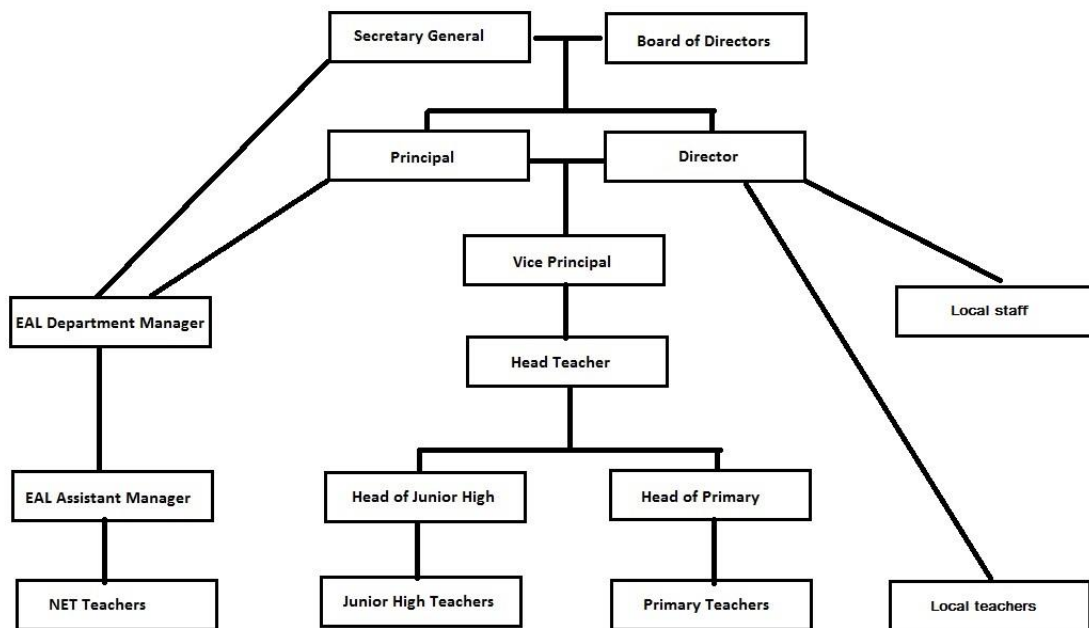 Secretary General
Board of Directors
Principal
Director
Vice Principal
EAL Department Manager
Local staff
Head Teacher
EAL Assistant Manager
Head of Junior High
Head of Primary
NET Teachers
Junior High Teachers
Primary Teachers
Local teachers